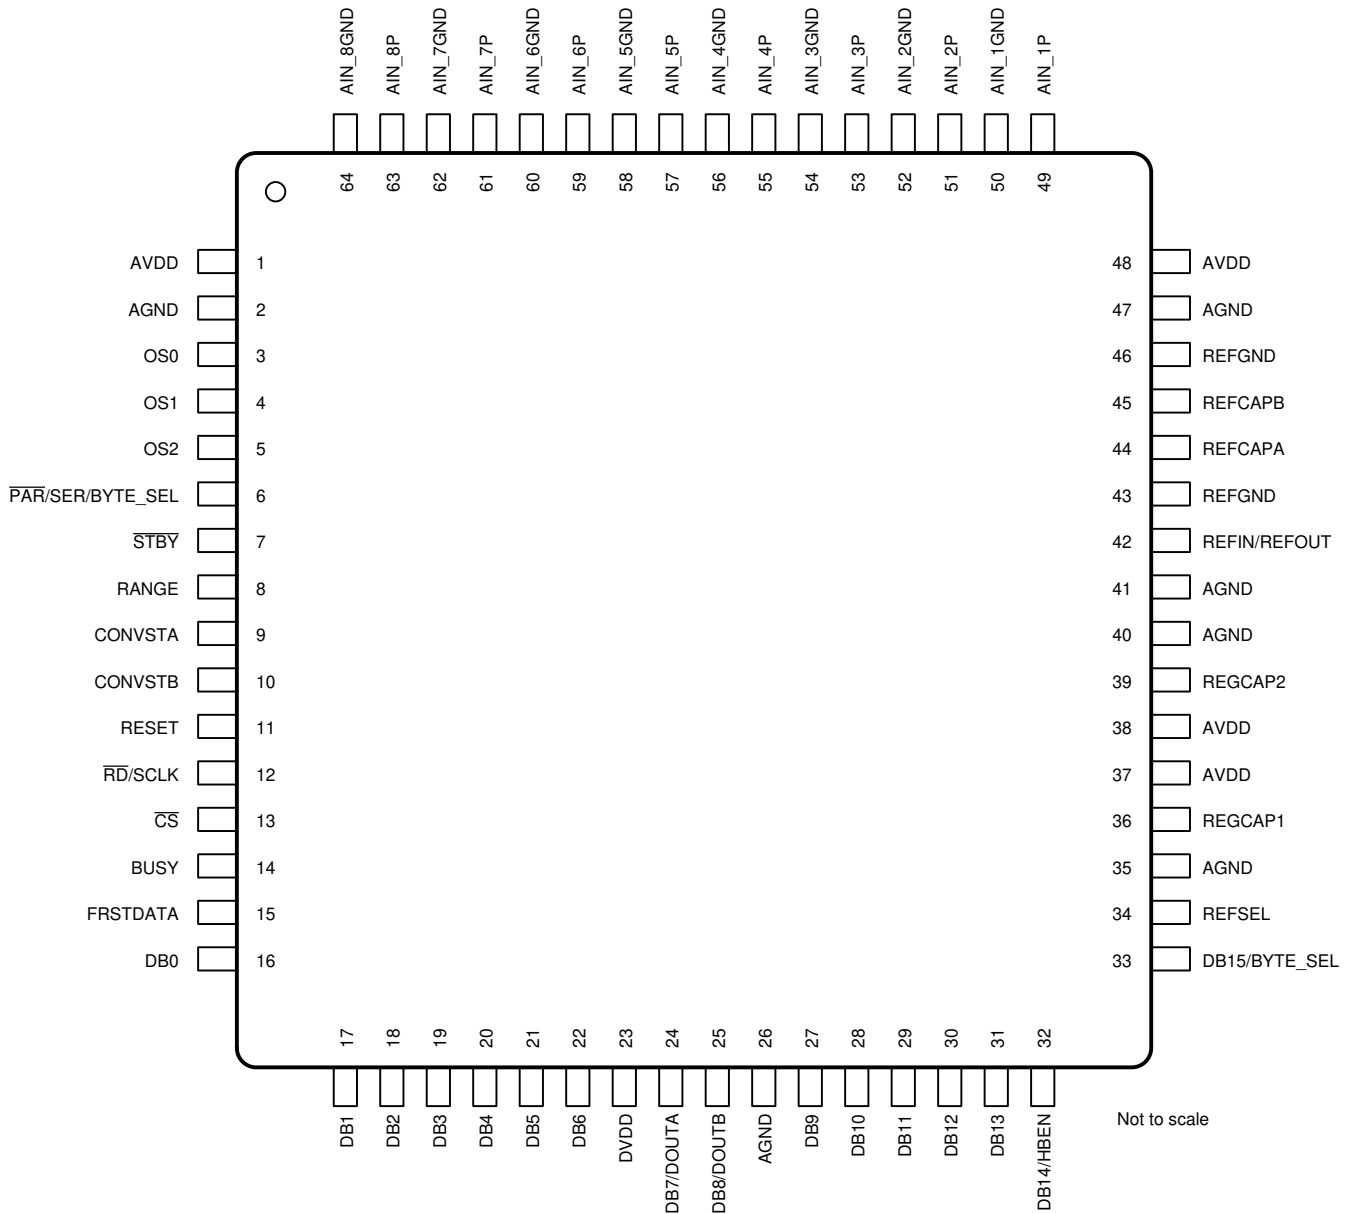 AIN_8GND
AIN_8P
AIN_7GND
AIN_7P
AIN_6GND
AIN_6P
AIN_5GND
AIN_5P
AIN_4GND
AIN_4P
AIN_3GND
AIN_3P
AIN_2GND
AIN_2P
AIN_1GND
AIN_1P
64
63
62
61
60
59
58
57
56
55
54
53
52
51
50
49
AVDD 1
AGND 2
OS0 3
OS1 4
OS2 5
PAR/SER/BYTE_SEL 6
STBY 7
RANGE 8
CONVSTA 9
CONVSTB 10
RESET 11
RD/SCLK 12
CS 13
BUSY 14
FRSTDATA 15
DB0 16
48 AVDD
47 AGND
46 REFGND
45 REFCAPB
44 REFCAPA
43 REFGND
42 REFIN/REFOUT
41 AGND
40 AGND
39 REGCAP2
38 AVDD
37 AVDD
36 REGCAP1
35 AGND
34 REFSEL
33 DB15/BYTE_SEL
17
18
19
20
21
22
23
24
25
26
27
28
29
30
31
32
DB1
DB2
DB3
DB4
DB5
DB6
DVDD
DB7/DOUTA
DB8/DOUTB
AGND
DB9
DB10
DB11
DB12
DB13
DB14/HBEN
Not to scale